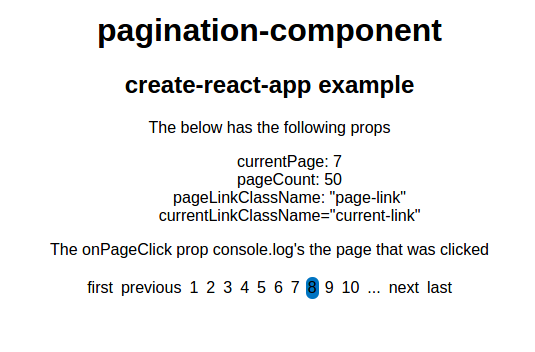 pagination-component
create-react-app example
The below has the following props
currentPage: 7
pageCount: 50
pageLinkClassName: "page-link"
currentLinkClassName="current-link"
The onPageClick prop console.log's the page that was clicked
first previous 1 2 3 4 5 6 7 8 9 10 ... next last